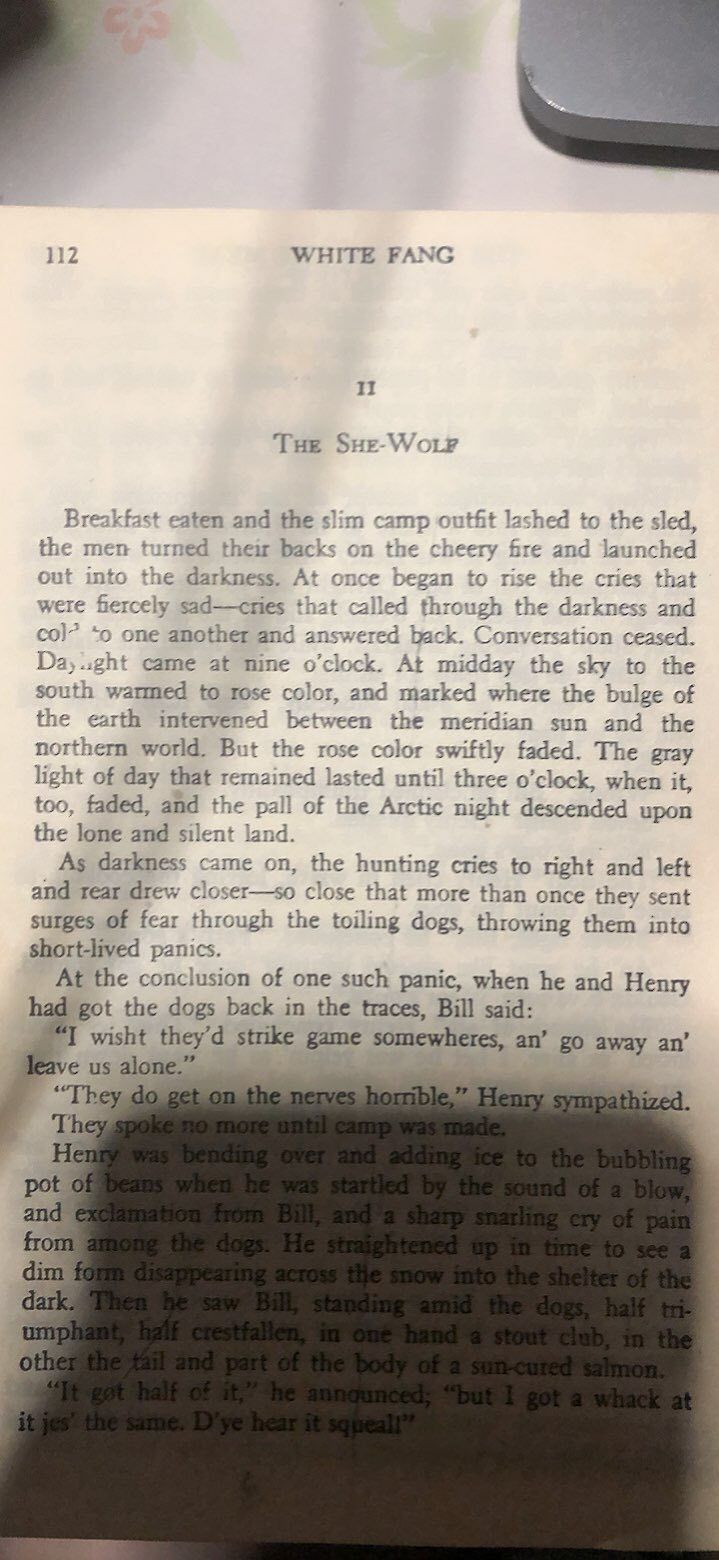 112
WHITE FANG
II
THE SHE-WOLF
Breakfast eaten and the slim camp outfit lashed to the sled,
the men turned their backs on the cheery fire and launched
out into the darkness. At once began to rise the cries that
were fiercely sad—cries that called through the darkness and
to one another and answered back. Conversation ceased.
came at nine o'clock. At midday the sky to the
south warmed to rose color, and marked where the bulge of
the earth intervened between the meridian sun and the
northern world. But the rose color swiftly faded. The gray
light of day that remained lasted until three o'clock, when it,
too, faded, and the pall of the Arctic night descended upon
the lone and silent land.
As darkness came on, the hunting cries to right and left
and rear drew closer—so close that more than once they sent
surges of fear through the toiling dogs, throwing them into
short-lived panics.
At the conclusion of one such panic, when he and Henry
had got the dogs back in the traces, Bill said:
"I wisht they'd strike game somewheres, an' go away an'
leave us alone."
"They do get on the nerves horrible," Henry sympathized.
They spoke no more until camp was made.
Henry was bending over and adding ice to the bubbling
pot of beans when he was startled by the sound of a blow,
and exclamation from Bill, and a sharp snarling cry of pain
from among the dogs. He straightened up in time to see a
dim form disappearing across the snow into the shelter of the
dark. Then he saw Bill, standing amid the dogs, half tri-
umphant, half crestfallen, in one hand a stout club, in the
other the tail and part of the body of a sun-cured salmon.
"It got half of it," he announced; "but I got a whack at
it jes' the same. D'ye hear it squeal!"